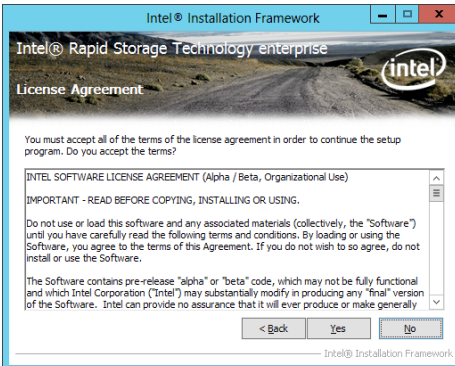 Intel® Installation Framework
Intel® Rapid Storage Technology enterprise
(intel)
License Agreement
You must accept all of the terms of the license agreement in order to continue the setup
program. Do you accept the terms?
INTEL SOFTWARE LICENSE AGREEMENT (Alpha / Beta, Organizational Use)
IMPORTANT - READ BEFORE COPYING, INSTALLING OR USING.
Do not use or load this software and any associated materials (collectively, the "Software")
until you have carefully read the following terms and conditions. By loading or using the
Software, you agree to the terms of this Agreement. If you do not wish to so agree, do not
install or use the Software.
The Software contains pre-release "alpha" or "beta" code, which may not be fully functional
and which Intel Corporation ("Intel") may substantially modify in producing any "final" version
of the Software. Intel can provide no assurance that it will ever produce or make generally
< Back Yes No
Intel® Installation Framework